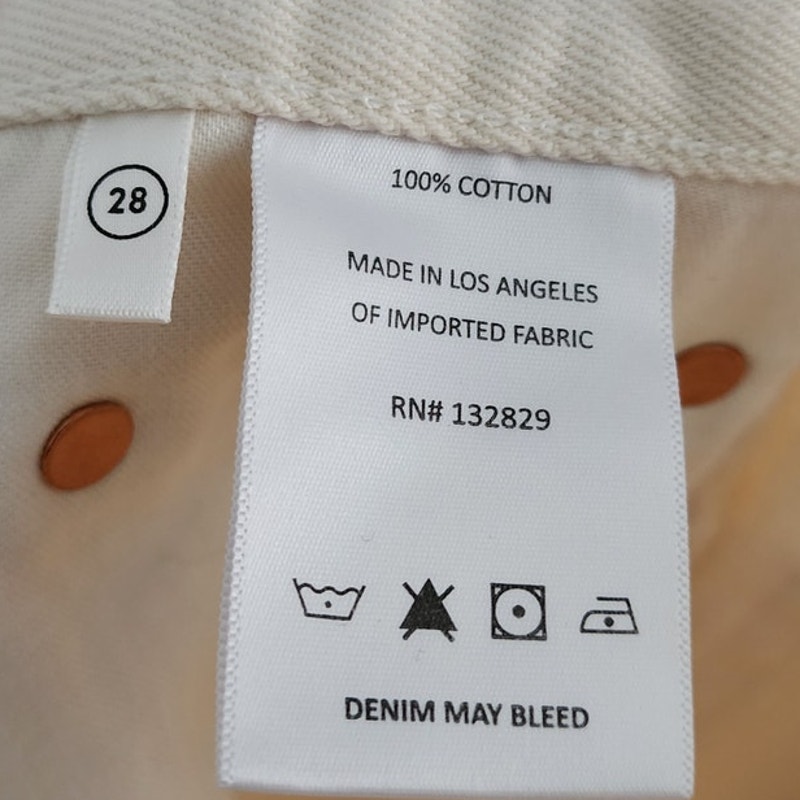 28
100% COTTON
MADE IN LOS ANGELES
OF IMPORTED FABRIC
RN# 132829
DENIM MAY BLEED